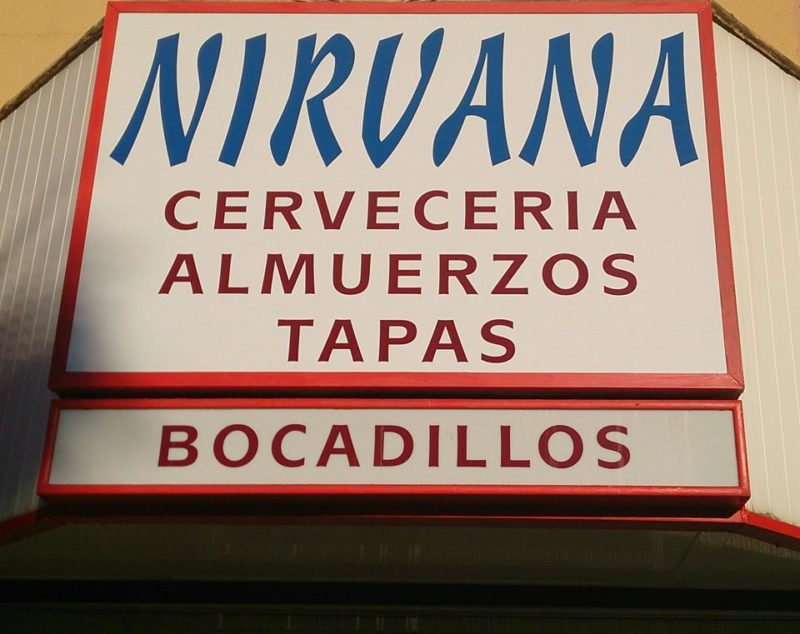 NIRVANA
CERVECERIA
ALMUERZOS
TAPAS
BOCADILLOS